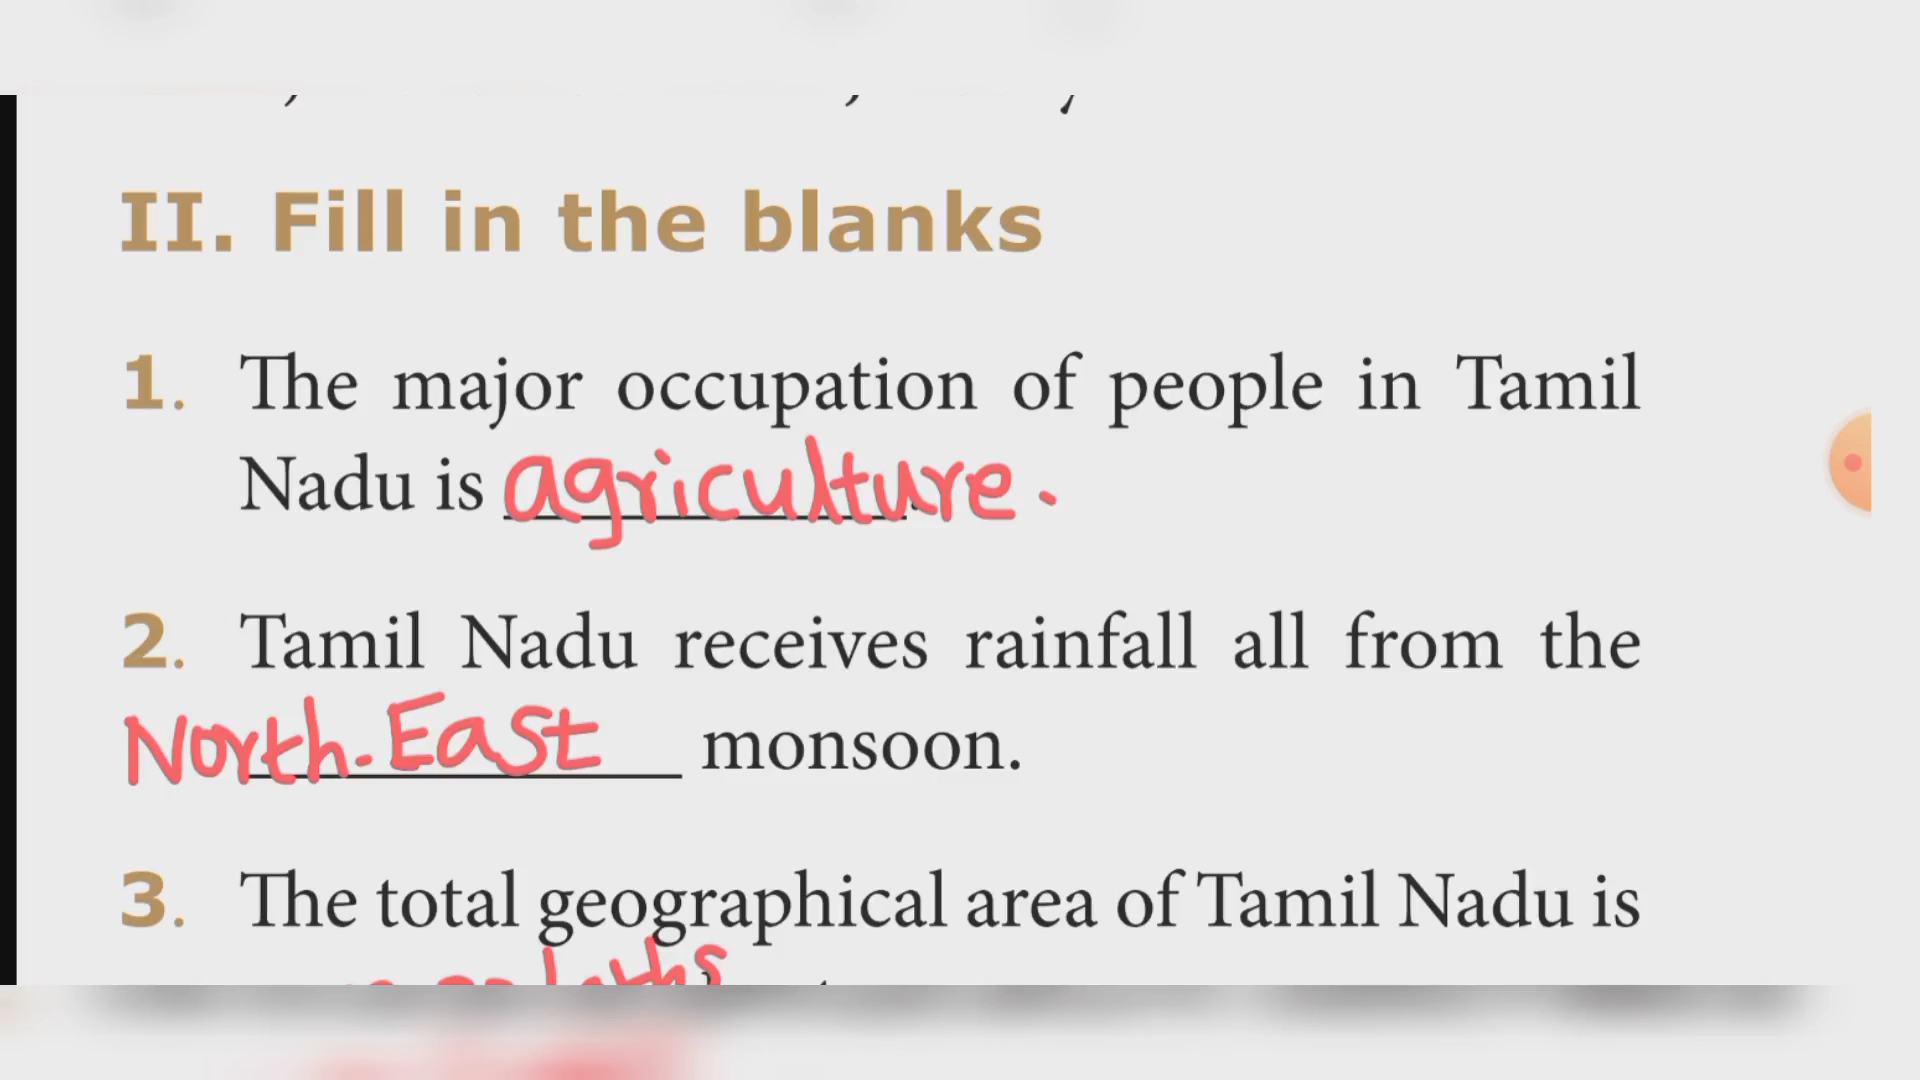 II. Fill in the blanks
1. The major occupation of people in Tamil
Nadu is agriculture.
2. Tamil Nadu receives rainfall all from the
North-East monsoon.
3. The total geographical area of Tamil Nadu is